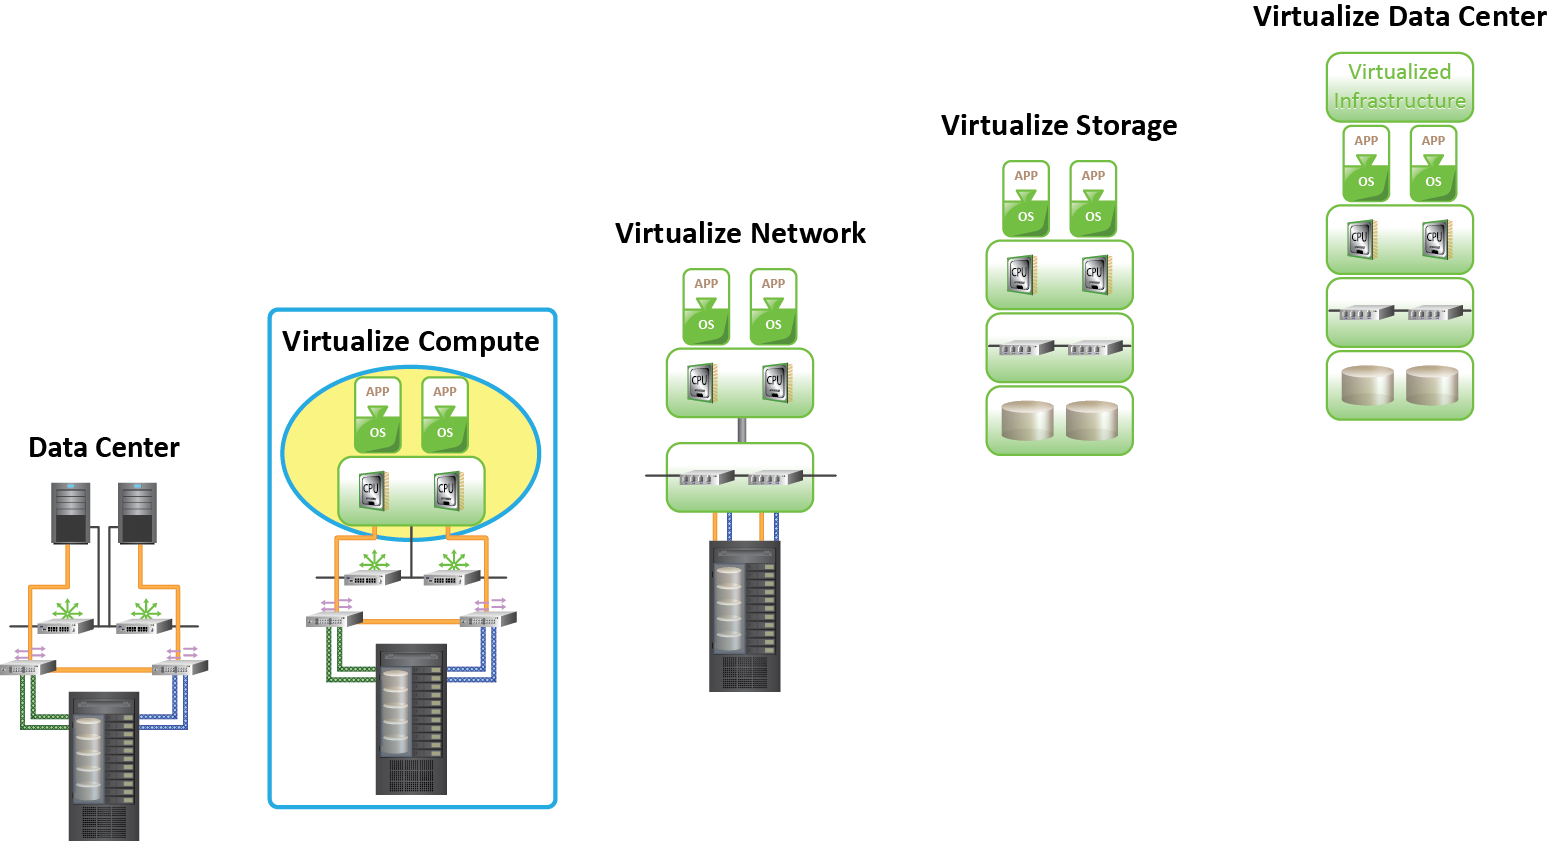 Data Center
Virtualize Compute
APP APP
OS OS
CPU CPU
Virtualize Network
APP APP
OS OS
CPU CPU
Virtualize Storage
APP APP
OS OS
CPU CPU
Virtualize Data Center
Virtualized
Infrastructure
APP APP
OS OS
CPU CPU